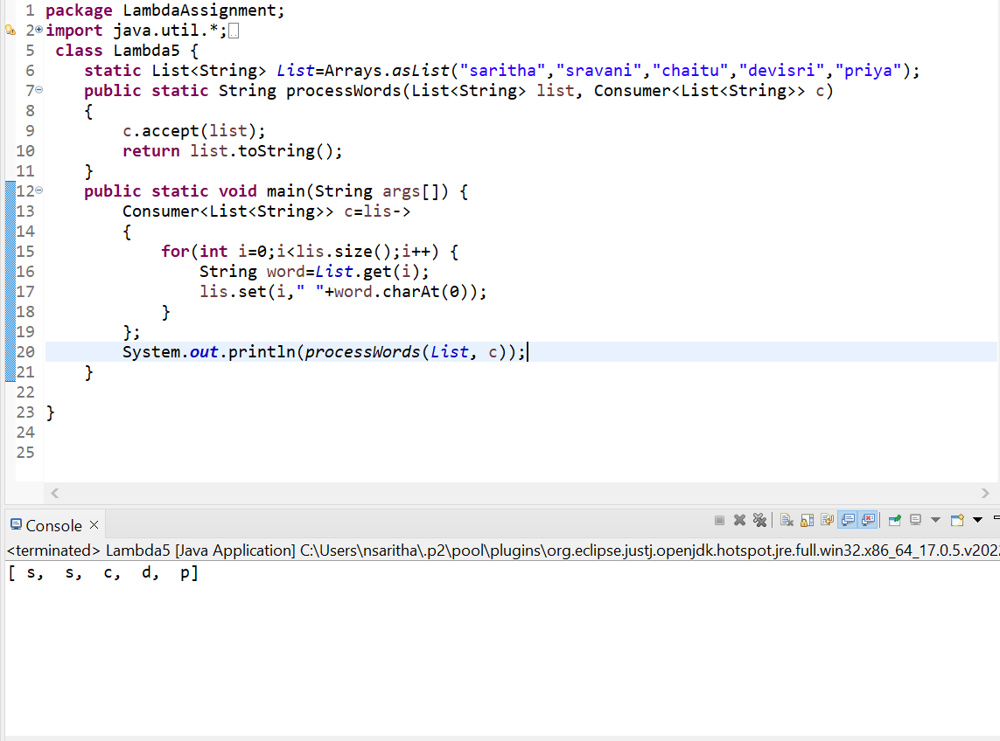 1 package LambdaAssignment;
2 import java.util.*;
5 class Lambda5 {
6 static List<String> List=Arrays.asList("saritha","sravani","chaitu","devisri","priya");
7 public static String processWords(List<String> list, Consumer<List<String>> c)
8 {
9 c.accept(list);
10 return list.toString();
11 }
12 public static void main(String args[]) {
13 Consumer<List<String>> c=lis->
14 {
15 for(int i=0;i<lis.size();i++) {
16 String word=List.get(i);
17 lis.set(i," "+word.charAt(0));
18 }
19 };
20 System.out.println(processWords(List, c));
21 }
22
23 }
24
25
Console
<terminated> Lambda5 [Java Application] C:\Users\nsaritha\.p2\pool\plugins\org.eclipse.justj.openjdk.hotspot.jre.full.win32.x86_64_17.0.5.v202
[ s,  s,  c,  d,  p]